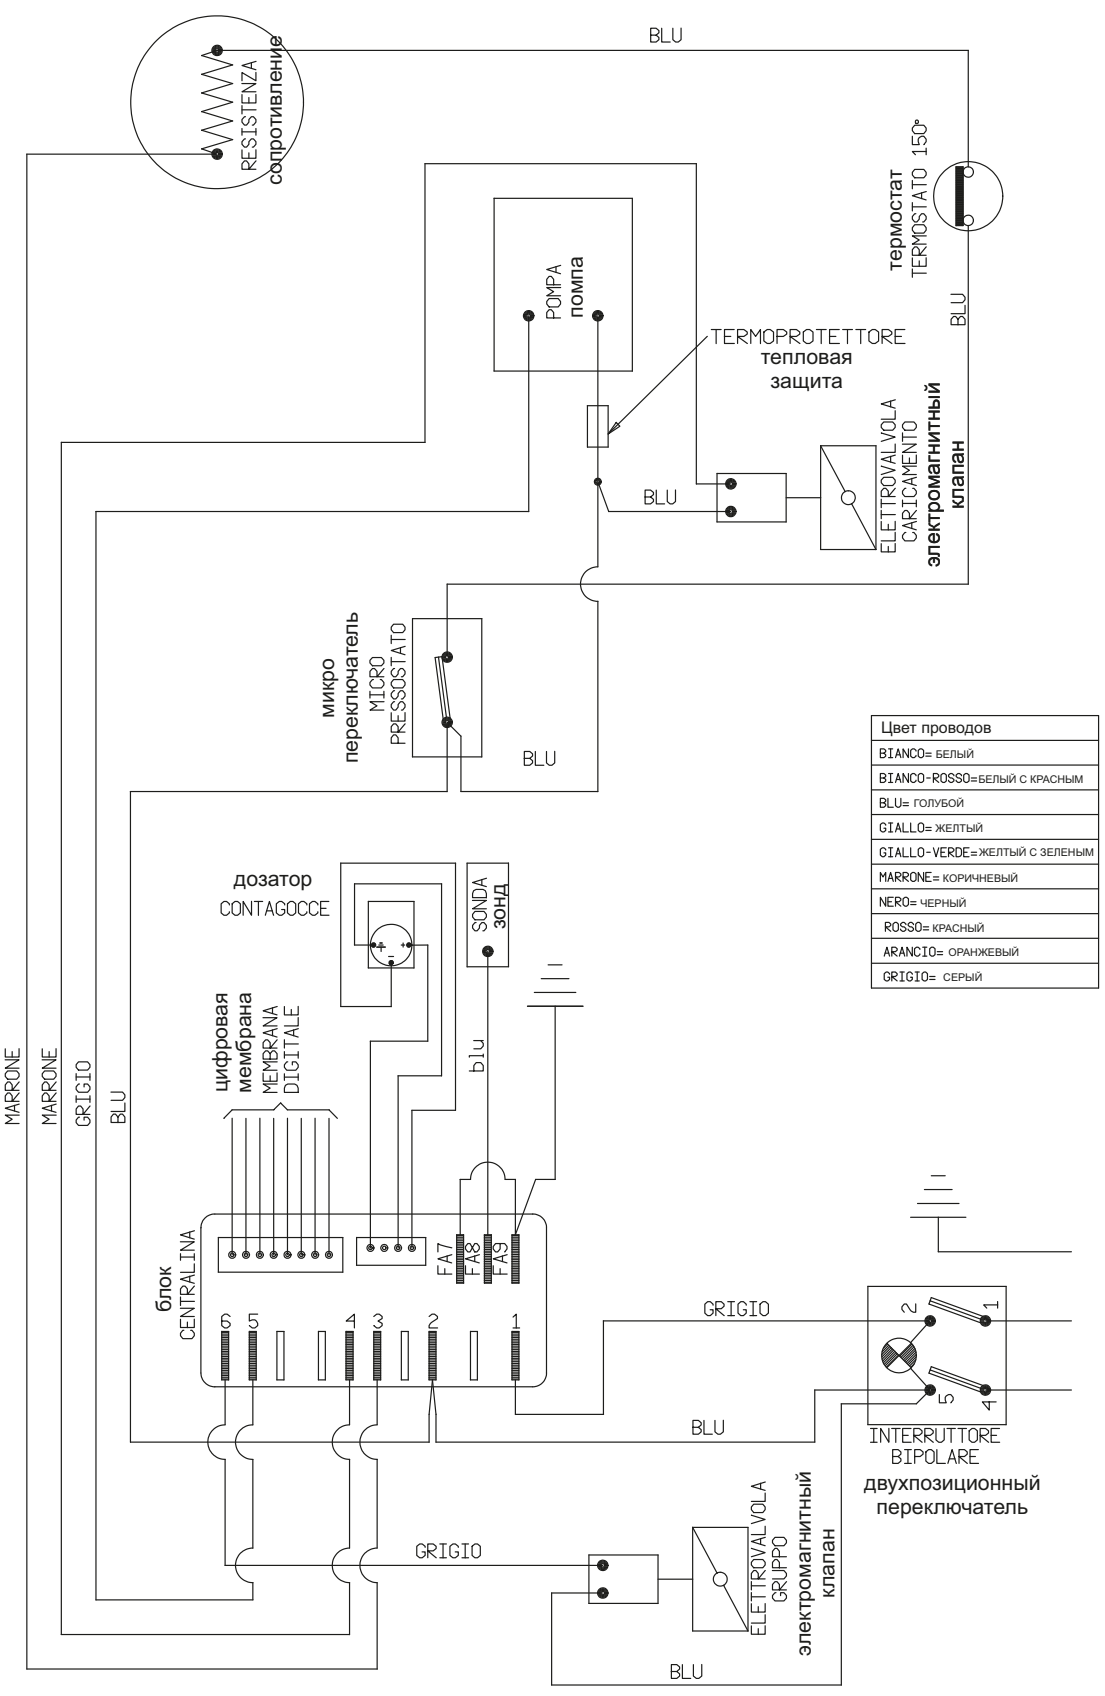 BLU
RESISTENZA
сопротивление
термостат
TERMOSTATO 150°
BLU
POMPA
помпа
TERMOPROTETTORE
тепловая
защита
BLU
ELETTROVALVOLA
CARICAMENTO
электромагнитный
клапан
микро
переключатель
MICRO
PRESSOSTATO
BLU
Цвет проводов
BIANCO= БЕЛЫЙ
BIANCO-ROSSO=БЕЛЫЙ С КРАСНЫМ
BLU= ГОЛУБОЙ
GIALLO= ЖЕЛТЫЙ
GIALLO-VERDE=ЖЕЛТЫЙ С ЗЕЛЕНЫМ
MARRONE= КОРИЧНЕВЫЙ
NERO= ЧЕРНЫЙ
ROSSO= КРАСНЫЙ
ARANCIO= ОРАНЖЕВЫЙ
GRIGIO= СЕРЫЙ
дозатор
CONTAGOCCE
+ + -
SONDA
зонд
blu
цифровая
мембрана
MEMBRANA
DIGITALE
MARRONE
MARRONE
GRIGIO
BLU
блок
CENTRALINA
FA7
FA8
FA9
6 5 4 3 2 1
GRIGIO
2 1
5 4
BLU
INTERRUTTORE
BIPOLARE
двухпозиционный
переключатель
GRIGIO
ELETTROVALVOLA
GRUPPO
электромагнитный
клапан
BLU